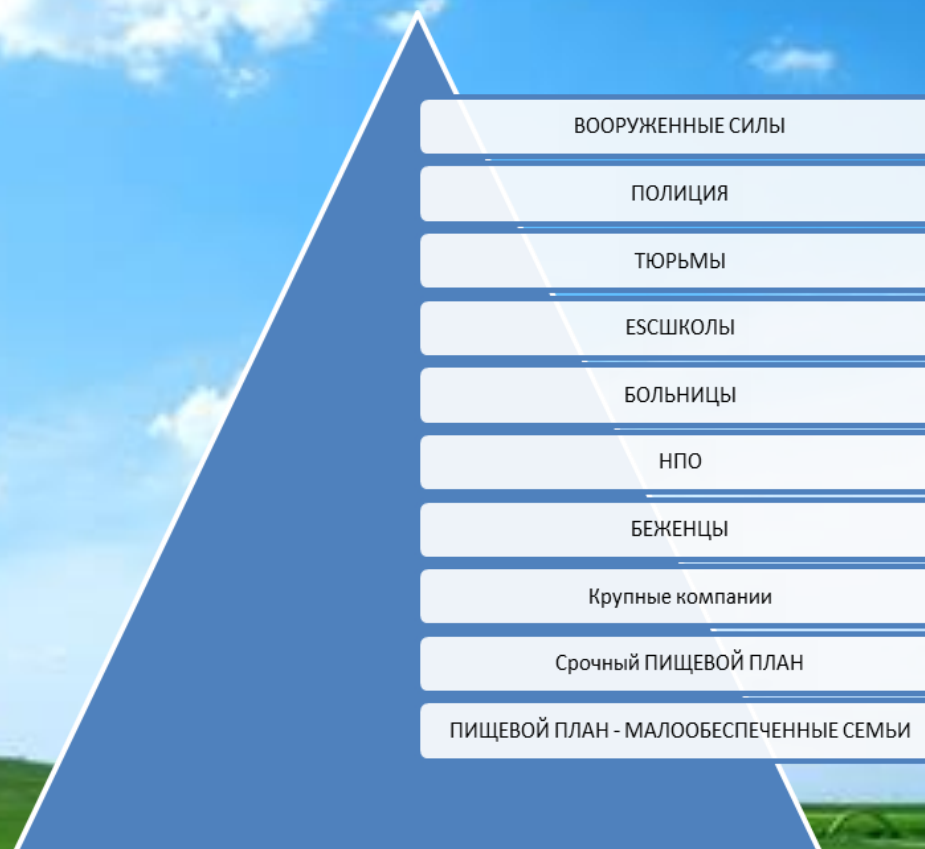 ВООРУЖЕННЫЕ СИЛЫ
ПОЛИЦИЯ
ТЮРЬМЫ
ESCШКОЛЫ
БОЛЬНИЦЫ
НПО
БЕЖЕНЦЫ
Крупные компании
Срочный ПИЩЕВОЙ ПЛАН
ПИЩЕВОЙ ПЛАН - МАЛООБЕСПЕЧЕННЫЕ СЕМЬИ